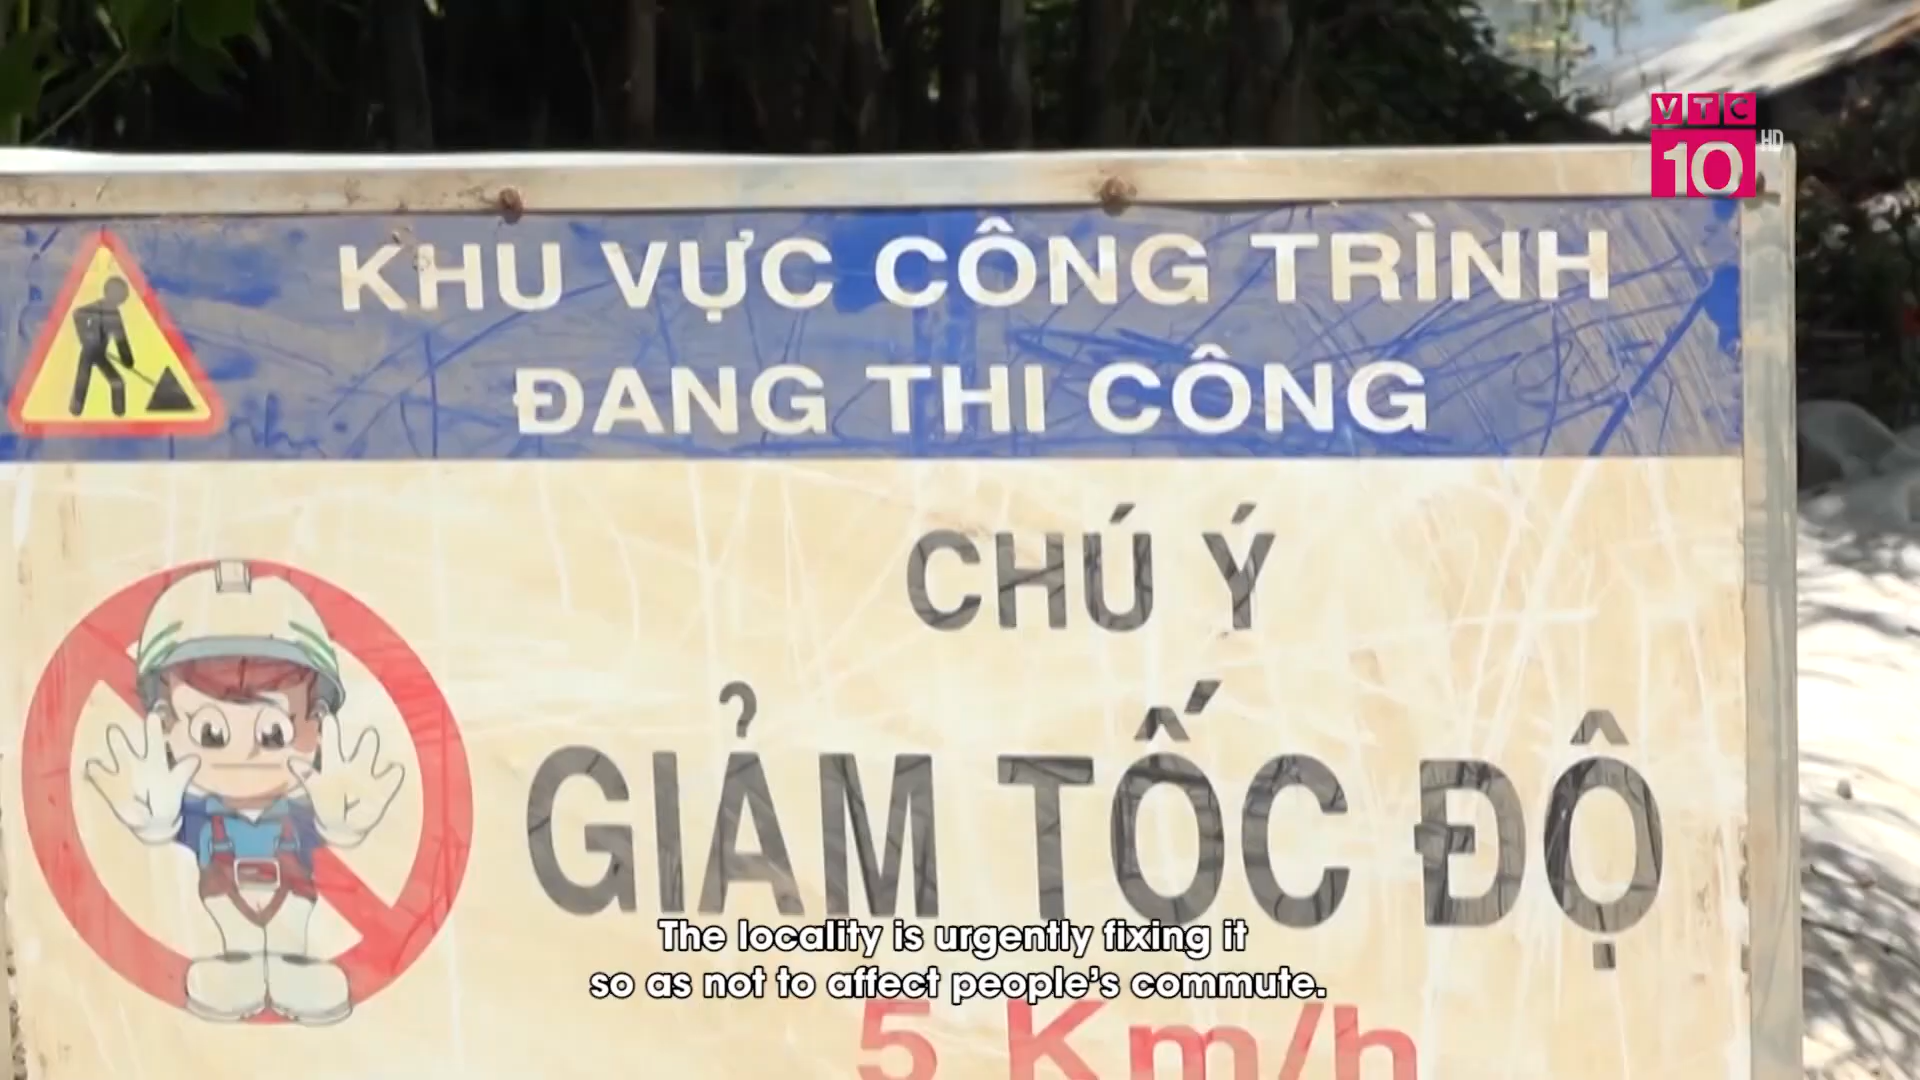 VTC
10 HD
KHU VỰC CÔNG TRÌNH
ĐANG THI CÔNG
CHÚ Ý
GIẢM TỐC ĐỘ
The locality is urgently fixing it
so as not to affect people's commute.
5 Km/h